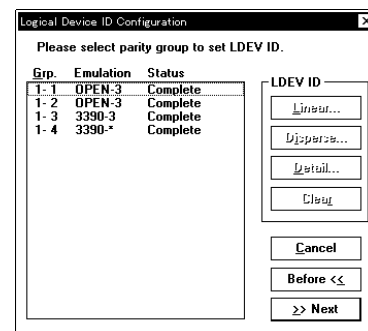 Logical Device ID Configuration
Please select parity group to set LDEV ID.
Grp. Emulation Status
1- 1 OPEN-3 Complete
1- 2 OPEN-3 Complete
1- 3 3390-3 Complete
1- 4 3390-* Complete
LDEV ID
Linear...
Disperse...
Detail...
Clear
Cancel
Before <<
>> Next